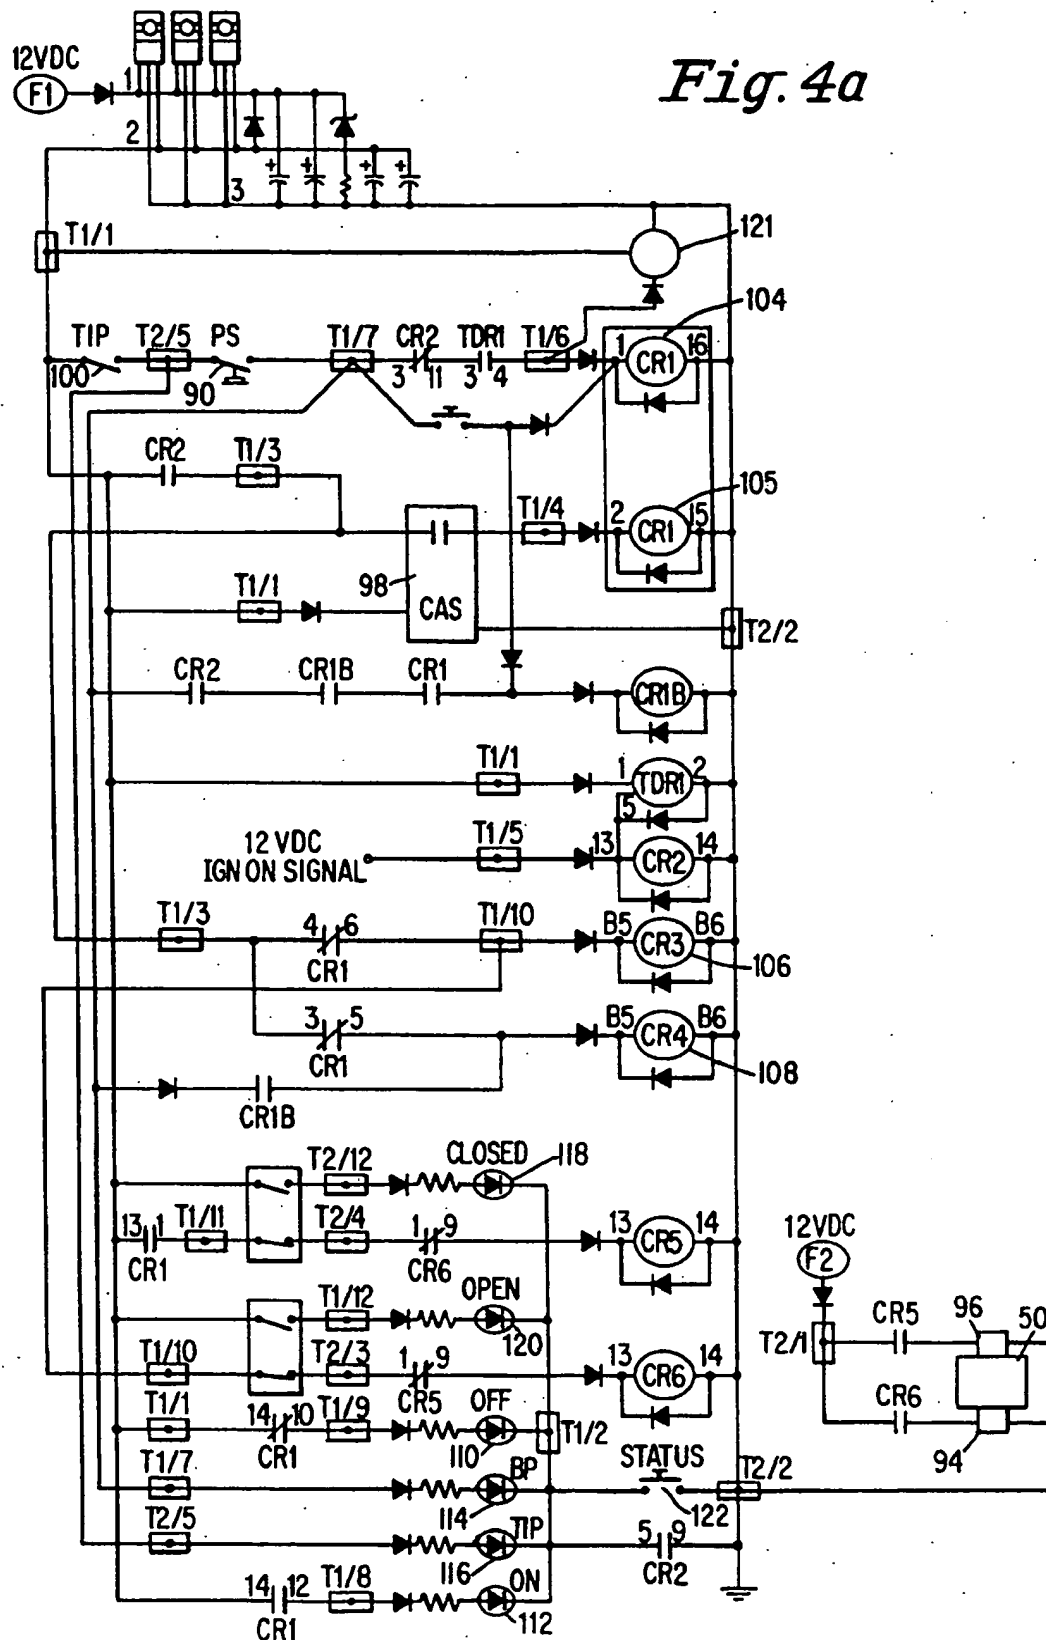 Fig. 4a
12VDC
F1
1
2
3
T1/1
121
104
TIP T2/5 PS T1/7 CR2 TDR1 T1/6 1 CR1 16
100 90 3 11 3 4
CR2 T1/3
105
T1/4 2 CR1 15
98
T1/1 CAS
T2/2
CR2 CR1B CR1 CR1B
T1/1 1 TDR1 2
5
12 VDC
IGN ON SIGNAL
T1/5 13 CR2 14
T1/3 4 6 T1/10 B5 CR3 B6
CR1 106
3 5 B5 CR4 B6
CR1 108
CR1B
T2/12 CLOSED 118
13 1 T1/11 T2/4 1 9 13 CR5 14
CR1 CR6
12VDC
F2
T1/12 OPEN
120
CR5 96 50
T2/1
T1/10 T2/3 1 9 13 CR6 14
CR5
CR6
94
T1/1 14 10 T1/9 OFF T1/2
CR1 110
T1/7 BP STATUS T2/2
114 122
T2/5 TIP 5 9
116 CR2
14 12 T1/8 ON
CR1 112